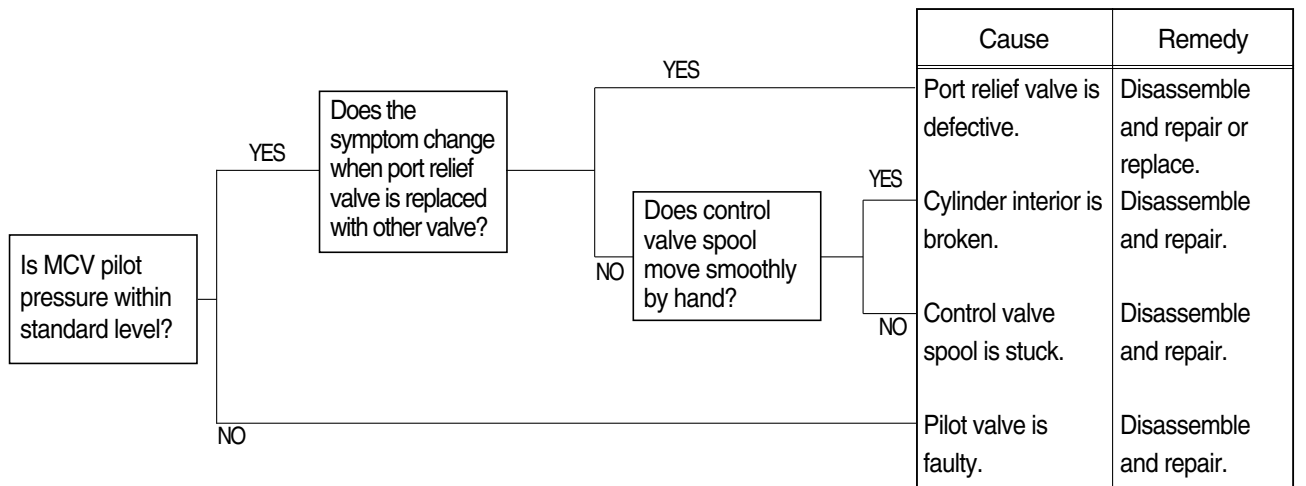 Is MCV pilot
pressure within
standard level?
YES
NO
Does the
symptom change
when port relief
valve is replaced
with other valve?
YES
NO
Does control
valve spool
move smoothly
by hand?
YES
NO
Cause
Remedy
Port relief valve is
defective.
Disassemble
and repair or
replace.
Cylinder interior is
broken.
Disassemble
and repair.
Control valve
spool is stuck.
Disassemble
and repair.
Pilot valve is
faulty.
Disassemble
and repair.